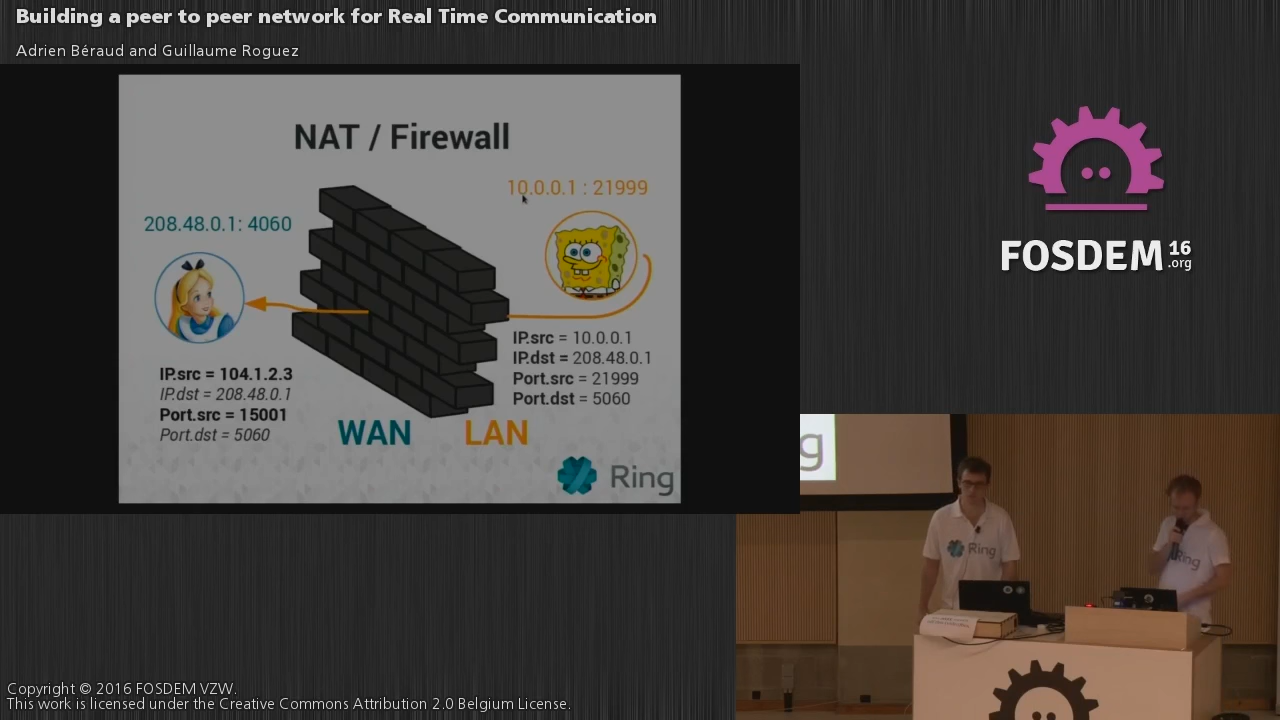 Building a peer to peer network for Real Time Communication
Adrien Béraud and Guillaume Roguez
NAT / Firewall
10.0.0.1 : 21999
208.48.0.1: 4060
IP.src = 10.0.0.1
IP.dst = 208.48.0.1
Port.src = 21999
Port.dst = 5060
IP.src = 104.1.2.3
IP.dst = 208.48.0.1
Port.src = 15001
Port.dst = 5060
WAN
LAN
Ring
FOSDEM 16
.org
g
Ring
Ring
Copyright © 2016 FOSDEM VZW.
This work is licensed under the Creative Commons Attribution 2.0 Belgium License.